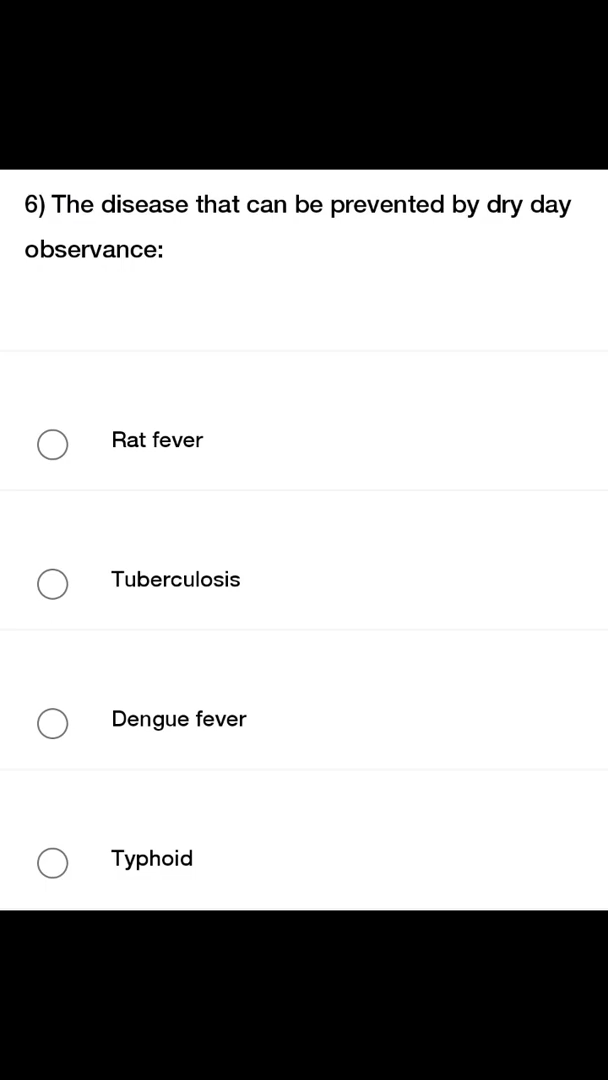 6) The disease that can be prevented by dry day
observance:
Rat fever
Tuberculosis
Dengue fever
Typhoid